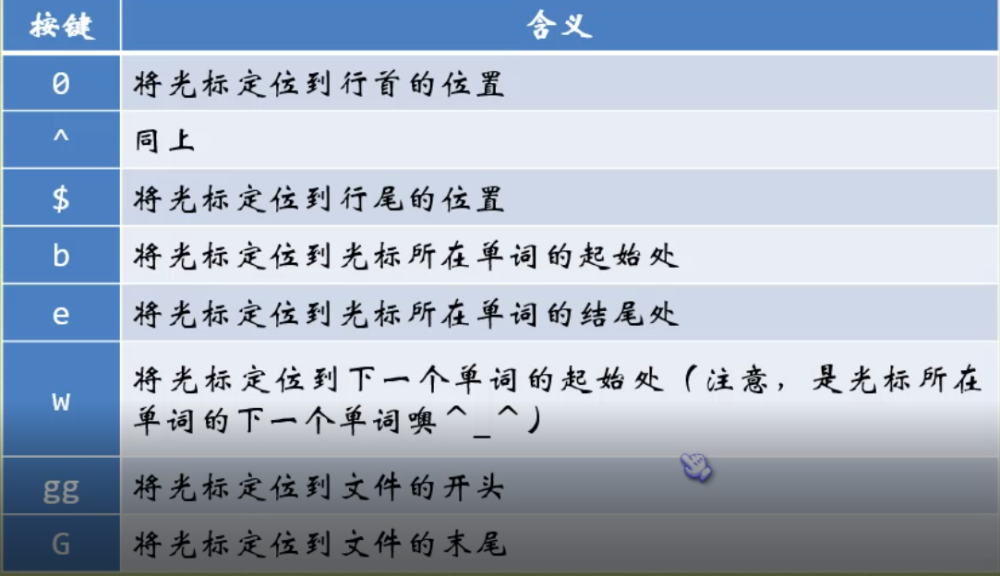 按键 含义
0 将光标定位到行首的位置
^ 同上
$ 将光标定位到行尾的位置
b 将光标定位到光标所在单词的起始处
e 将光标定位到光标所在单词的结尾处
w 将光标定位到下一个单词的起始处（注意，是光标所在
单词的下一个单词噢^_^）
gg 将光标定位到文件的开头
G 将光标定位到文件的末尾